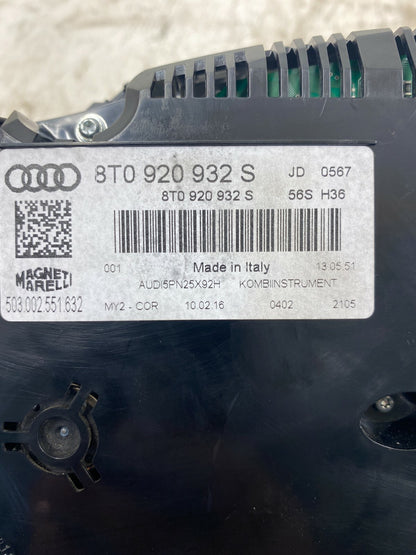 8T0 920 932 S JD 0567
8T0 920 932 S 56S H36
001 Made in Italy 13:05:51
MAGNETI
MARELLI
AUDI5PN25X92H KOMBIINSTRUMENT
503.002.551.632
MY2 - COR 10.02.16 0402 2105